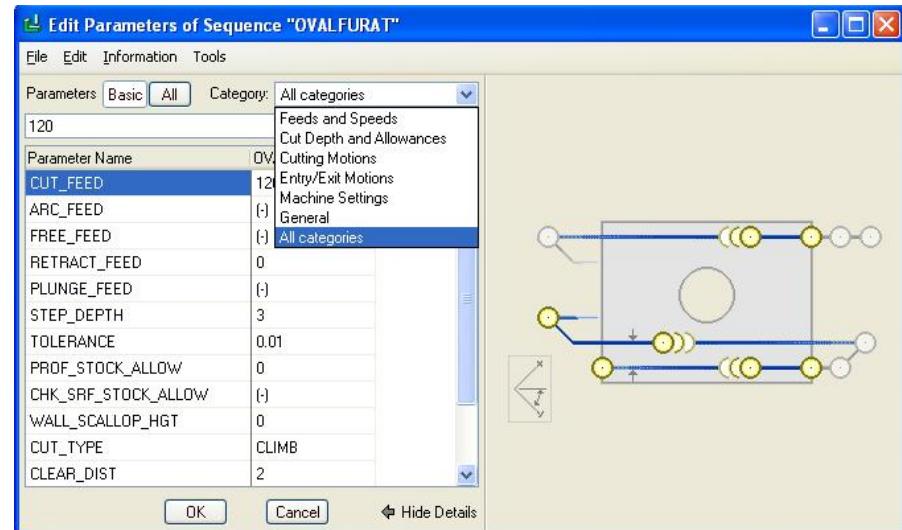 Edit Parameters of Sequence "OVALFURAT"
File Edit Information Tools
Parameters Basic All Category: All categories
120
Feeds and Speeds
Cut Depth and Allowances
Cutting Motions
Entry/Exit Motions
Machine Settings
General
All categories
Parameter Name OVA
CUT_FEED 120
ARC_FEED (-)
FREE_FEED (-)
RETRACT_FEED 0
PLUNGE_FEED (-)
STEP_DEPTH 3
TOLERANCE 0.01
PROF_STOCK_ALLOW 0
CHK_SRF_STOCK_ALLOW (-)
WALL_SCALLOP_HGT 0
CUT_TYPE CLIMB
CLEAR_DIST 2
OK Cancel Hide Details
x
y